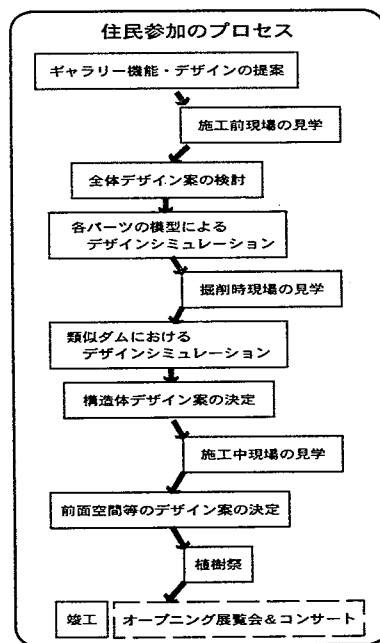 住民参加のプロセス
ギャラリー機能・デザインの提案
施工前現場の見学
全体デザイン案の検討
各パーツの模型による
デザインシミュレーション
掘削時現場の見学
類似ダムにおける
デザインシミュレーション
構造体デザイン案の決定
施工中現場の見学
前面空間等のデザイン案の決定
植樹祭
竣工
オープニング展覧会＆コンサート